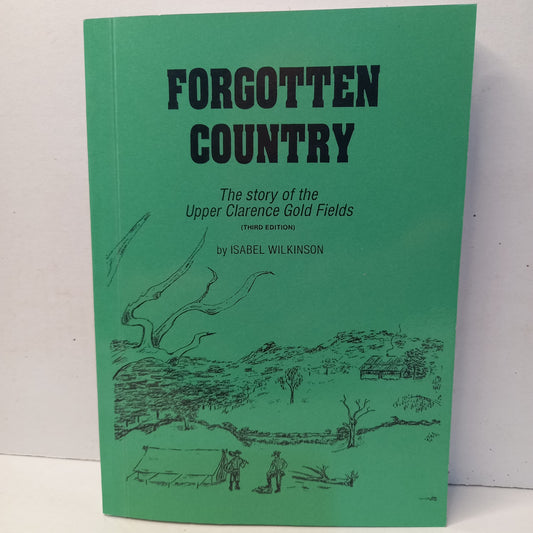 FORGOTTEN
COUNTRY
The story of the
Upper Clarence Gold Fields
(THIRD EDITION)
by ISABEL WILKINSON